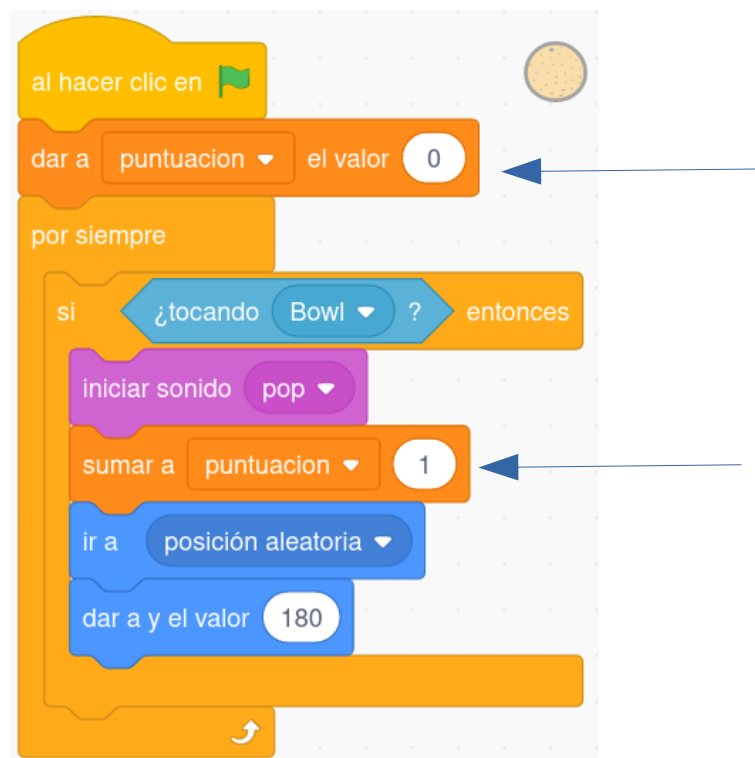 al hacer clic en
dar a puntuacion el valor 0
por siempre
si ¿tocando Bowl ? entonces
iniciar sonido pop
sumar a puntuacion 1
ir a posición aleatoria
dar a y el valor 180